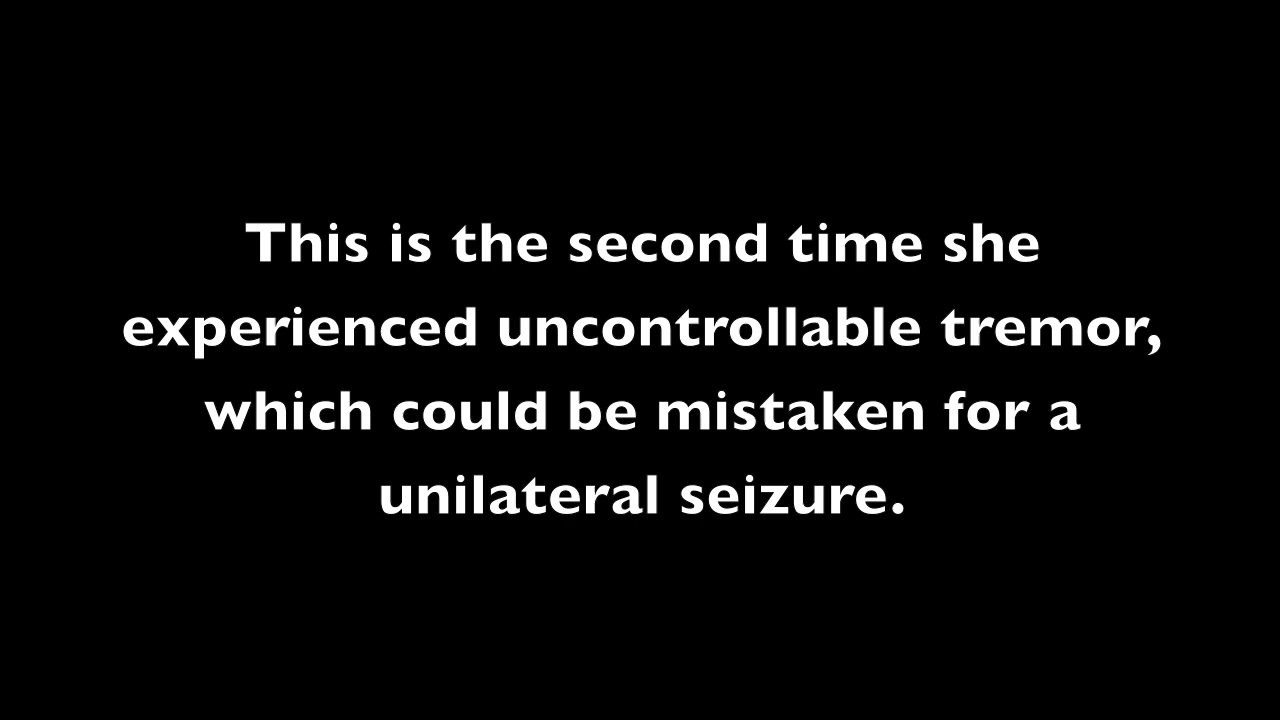 This is the second time she
experienced uncontrollable tremor,
which could be mistaken for a
unilateral seizure.